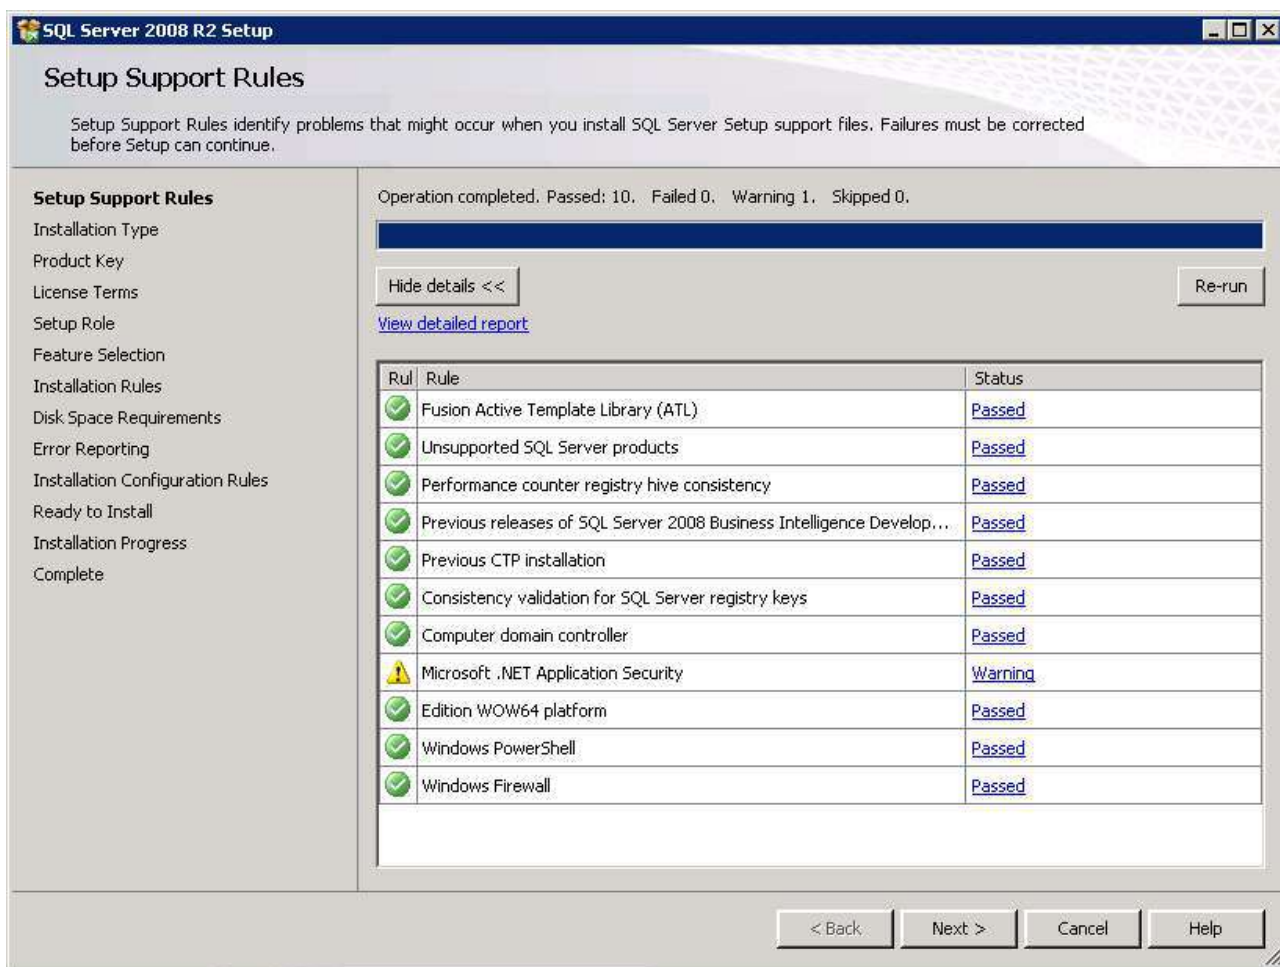 SQL Server 2008 R2 Setup
Setup Support Rules
Setup Support Rules identify problems that might occur when you install SQL Server Setup support files. Failures must be corrected
before Setup can continue.
Setup Support Rules
Installation Type
Product Key
License Terms
Setup Role
Feature Selection
Installation Rules
Disk Space Requirements
Error Reporting
Installation Configuration Rules
Ready to Install
Installation Progress
Complete
Operation completed. Passed: 10.   Failed 0.   Warning 1.   Skipped 0.
Hide details <<
Re-run
View detailed report
Rul Rule Status
Fusion Active Template Library (ATL) Passed
Unsupported SQL Server products Passed
Performance counter registry hive consistency Passed
Previous releases of SQL Server 2008 Business Intelligence Develop... Passed
Previous CTP installation Passed
Consistency validation for SQL Server registry keys Passed
Computer domain controller Passed
Microsoft .NET Application Security Warning
Edition WOW64 platform Passed
Windows PowerShell Passed
Windows Firewall Passed
< Back Next > Cancel Help